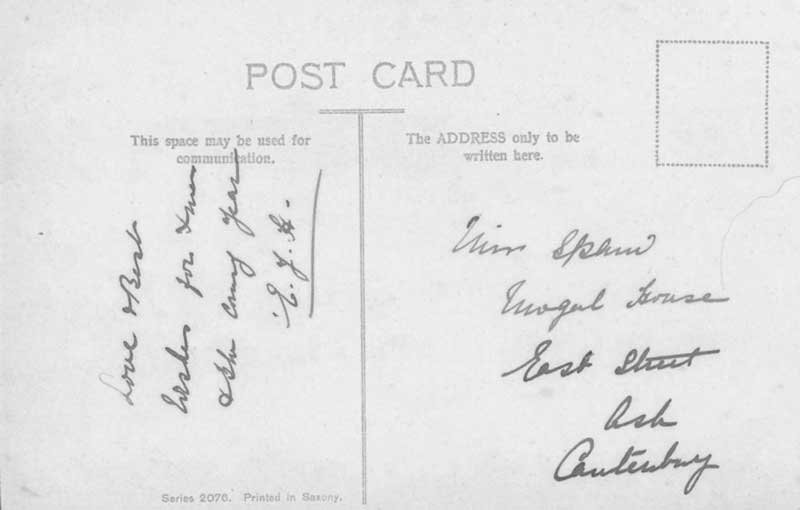 POST CARD
This space may be used for
communication.
The ADDRESS only to be
written here.
Love & Best
Wishes for Xmas
& the Comg Year
E. J. H.
Miss Spain
Mogul House
East Street
Ash
Canterbury
Series 2076. Printed in Saxony.